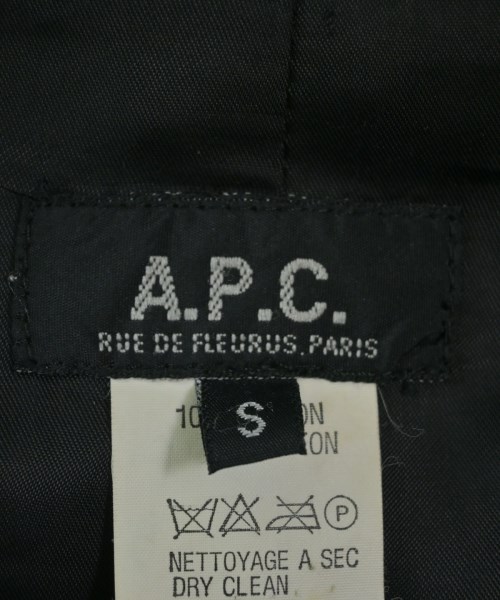 A.P.C.
RUE DE FLEURUS. PARIS
S
NETTOYAGE A SEC
DRY CLEAN